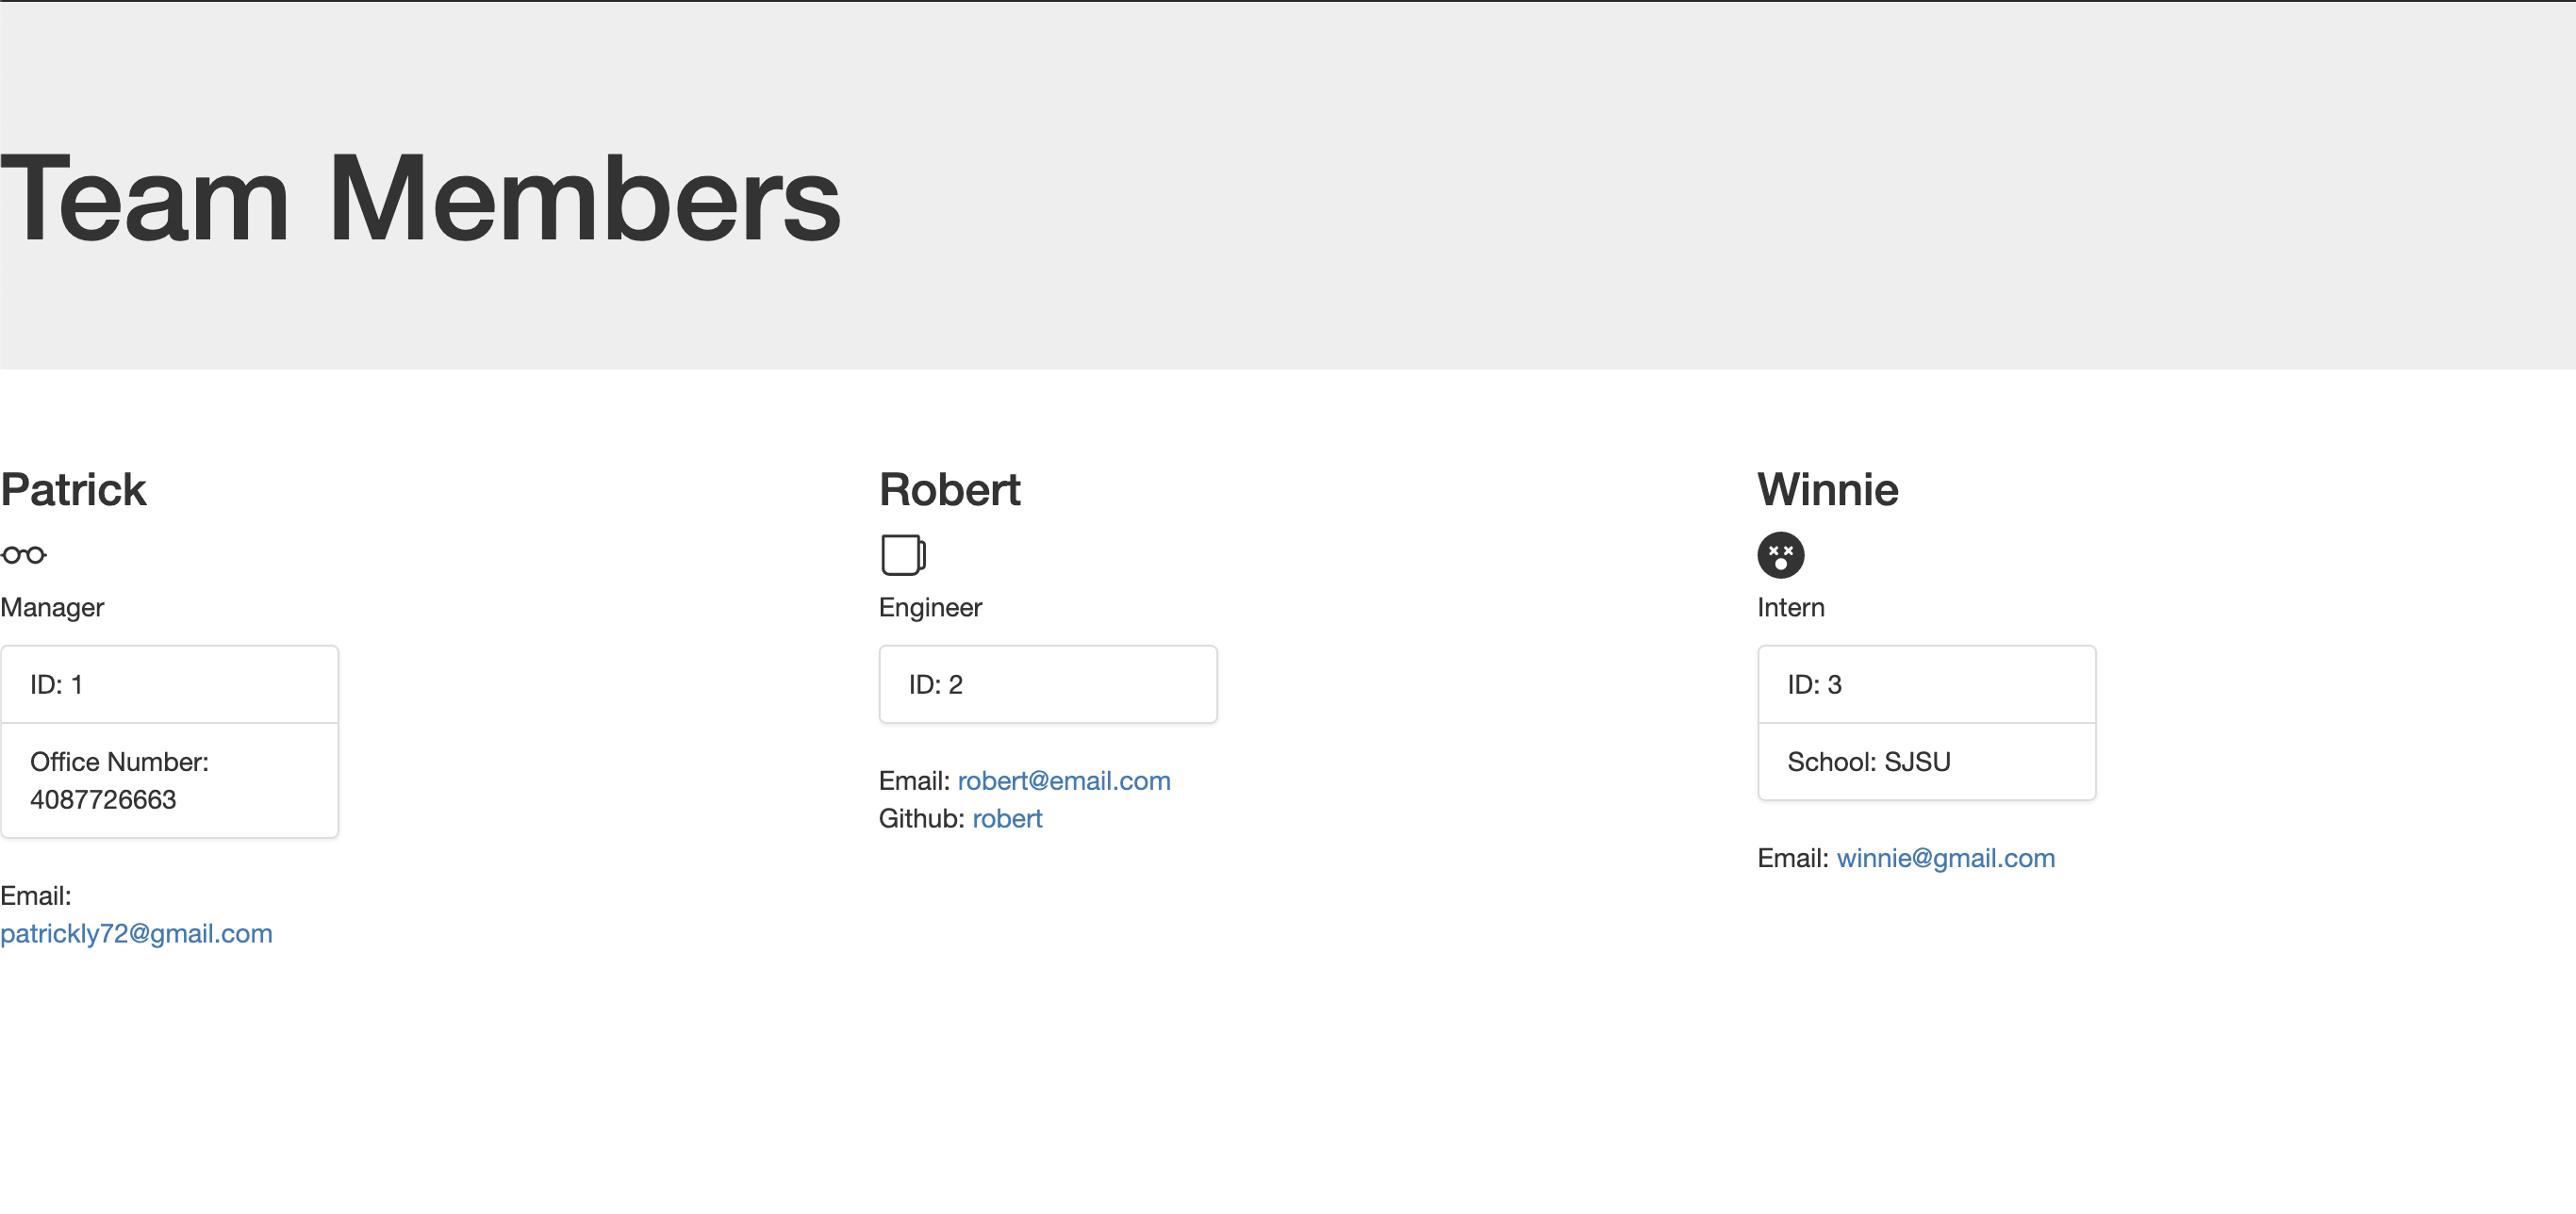 Team Members
Patrick
Manager
ID: 1
Office Number:
4087726663
Email:
patrickly72@gmail.com
Robert
Engineer
ID: 2
Email: robert@email.com
Github: robert
Winnie
Intern
ID: 3
School: SJSU
Email: winnie@gmail.com